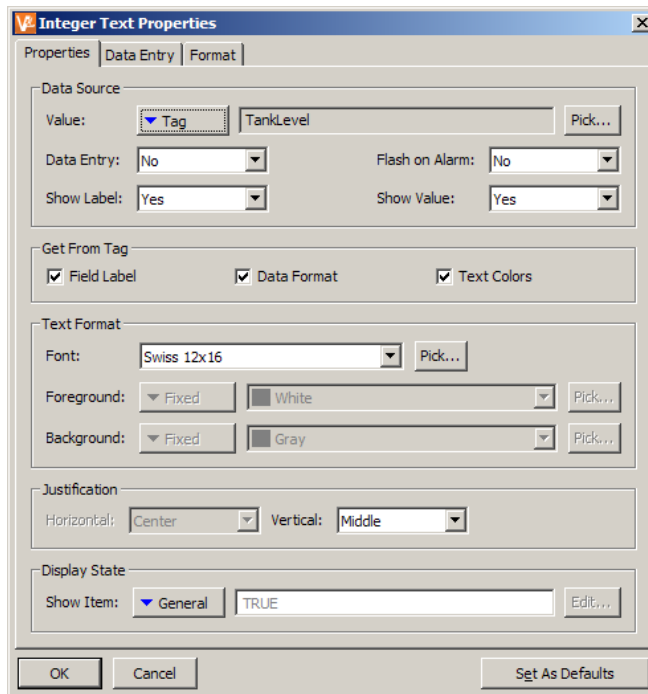 Integer Text Properties
Properties Data Entry Format
Data Source
Value: Tag TankLevel Pick...
Data Entry: No Flash on Alarm: No
Show Label: Yes Show Value: Yes
Get From Tag
Field Label Data Format Text Colors
Text Format
Font: Swiss 12x16 Pick...
Foreground: Fixed White Pick...
Background: Fixed Gray Pick...
Justification
Horizontal: Center Vertical: Middle
Display State
Show Item: General TRUE Edit...
OK Cancel Set As Defaults